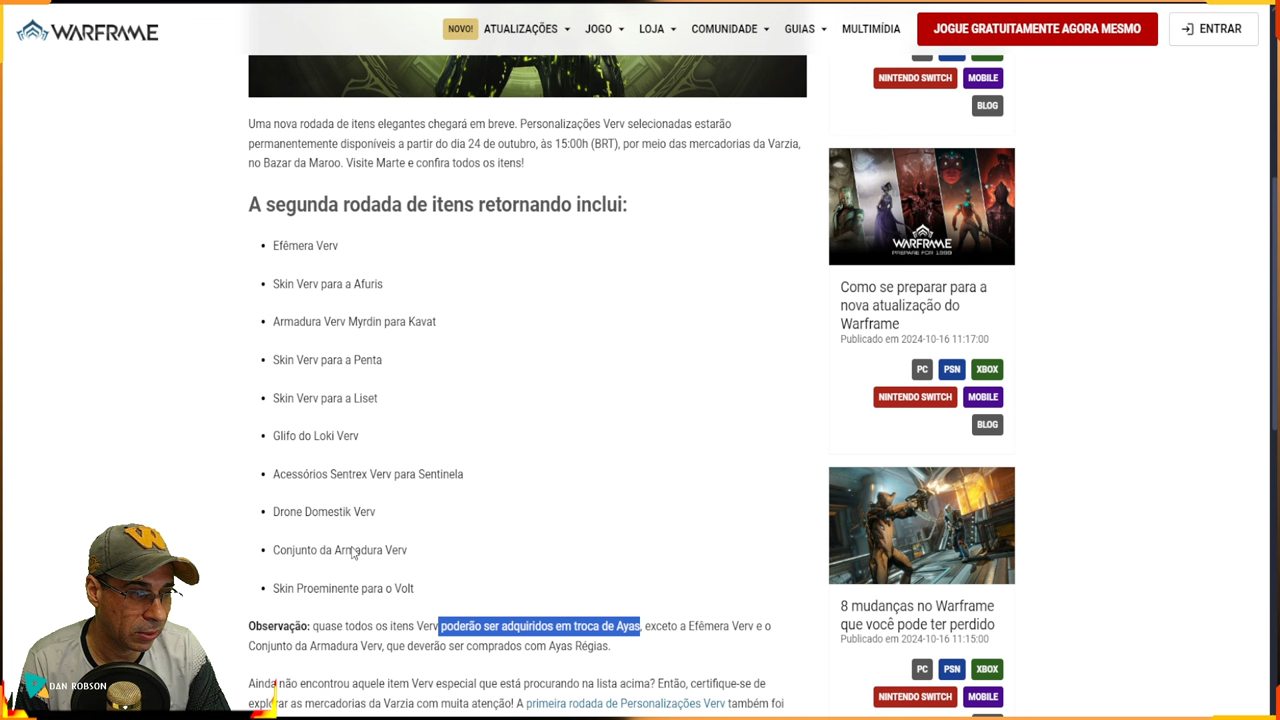 WARFRAME
NOVO! ATUALIZAÇÕES JOGO LOJA COMUNIDADE GUIAS MULTIMÍDIA JOGUE GRATUITAMENTE AGORA MESMO ENTRAR
Uma nova rodada de itens elegantes chegará em breve. Personalizações Verv selecionadas estarão
permanentemente disponíveis a partir do dia 24 de outubro, às 15:00h (BRT), por meio das mercadorias da Varzia,
no Bazar da Maroo. Visite Marte e confira todos os itens!
A segunda rodada de itens retornando inclui:
• Efêmera Verv
• Skin Verv para a Afuris
• Armadura Verv Myrdin para Kavat
• Skin Verv para a Penta
• Skin Verv para a Liset
• Glifo do Loki Verv
• Acessórios Sentrex Verv para Sentinela
• Drone Domestik Verv
• Conjunto da Armadura Verv
• Skin Proeminente para o Volt
Observação: quase todos os itens Verv poderão ser adquiridos em troca de Ayas, exceto a Efêmera Verv e o
Conjunto da Armadura Verv, que deverão ser comprados com Ayas Régias.
Ainda não encontrou aquele item Verv especial que está procurando na lista acima? Então, certifique-se de
explorar as mercadorias da Varzia com muita atenção! A primeira rodada de Personalizações Verv também foi
NINTENDO SWITCH MOBILE
BLOG
WARFRAME
PREPARE FOR 1999
Como se preparar para a
nova atualização do
Warframe
Publicado em 2024-10-16 11:17:00
PC PSN XBOX
NINTENDO SWITCH MOBILE
BLOG
8 mudanças no Warframe
que você pode ter perdido
Publicado em 2024-10-16 11:15:00
PC PSN XBOX
NINTENDO SWITCH MOBILE
DAN ROBSON